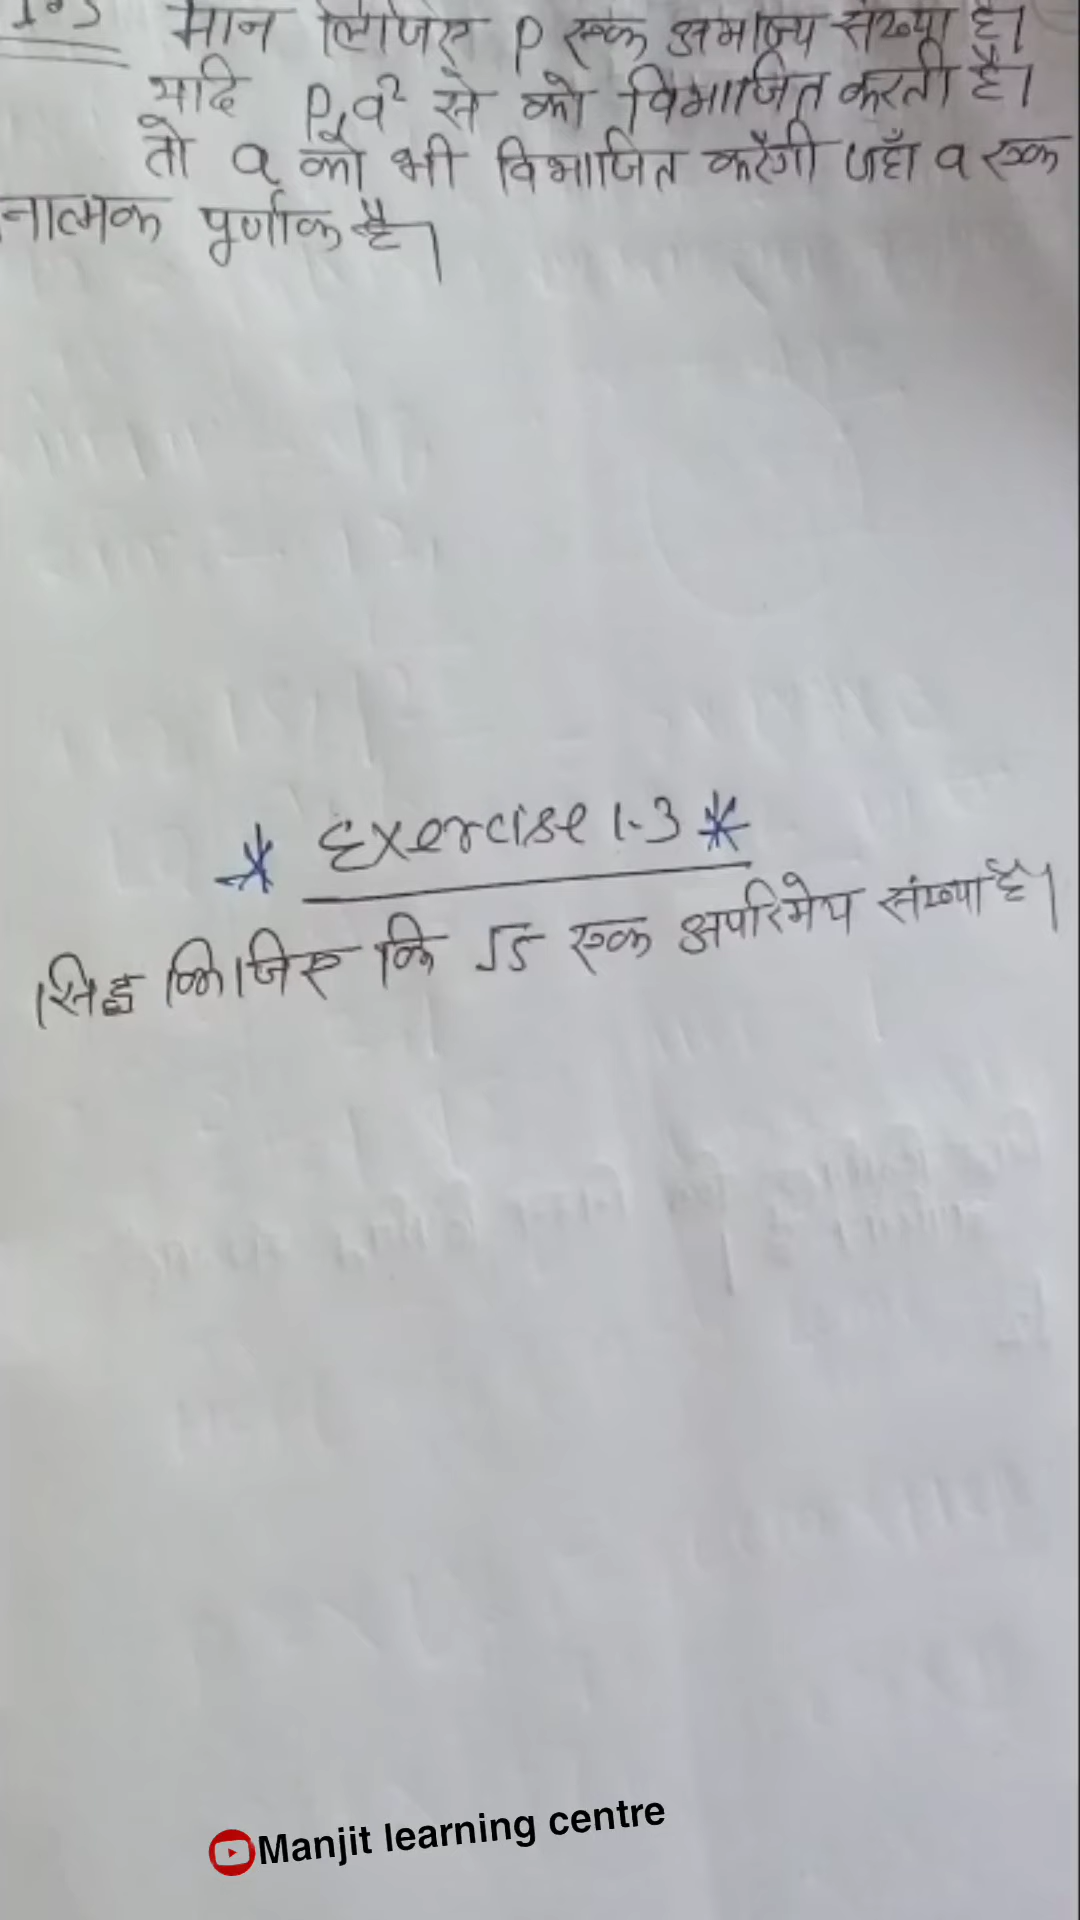 मान लिजिए P एक अभाज्य संख्या है।
यदि P, a² से को विभाजित करती है।
तो a को भी विभाजित करेगी जहाँ a एक
नात्मक पूर्णांक है।
* Exercise 1.3 *
सिद्ध किजिए कि √5 एक अपरिमेय संख्या है।
Manjit learning centre